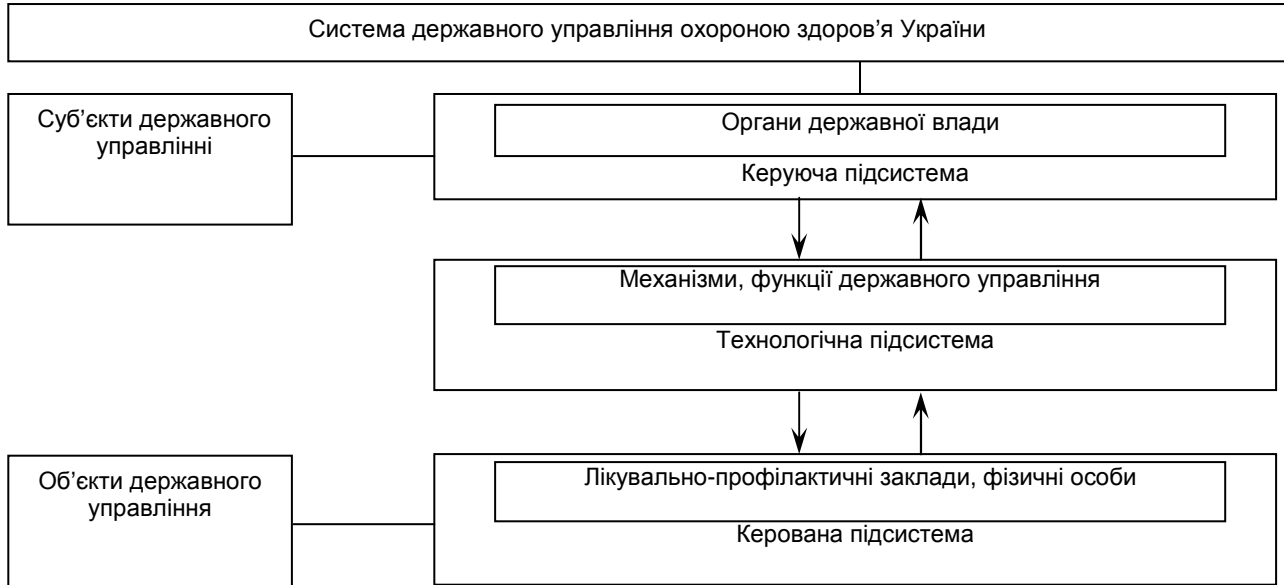 Система державного управління охороною здоров’я України
Суб’єкти державного
управлінні
Органи державної влади
Керуюча підсистема
Механізми, функції державного управління
Технологічна підсистема
Об’єкти державного
управління
Лікувально-профілактичні заклади, фізичні особи
Керована підсистема